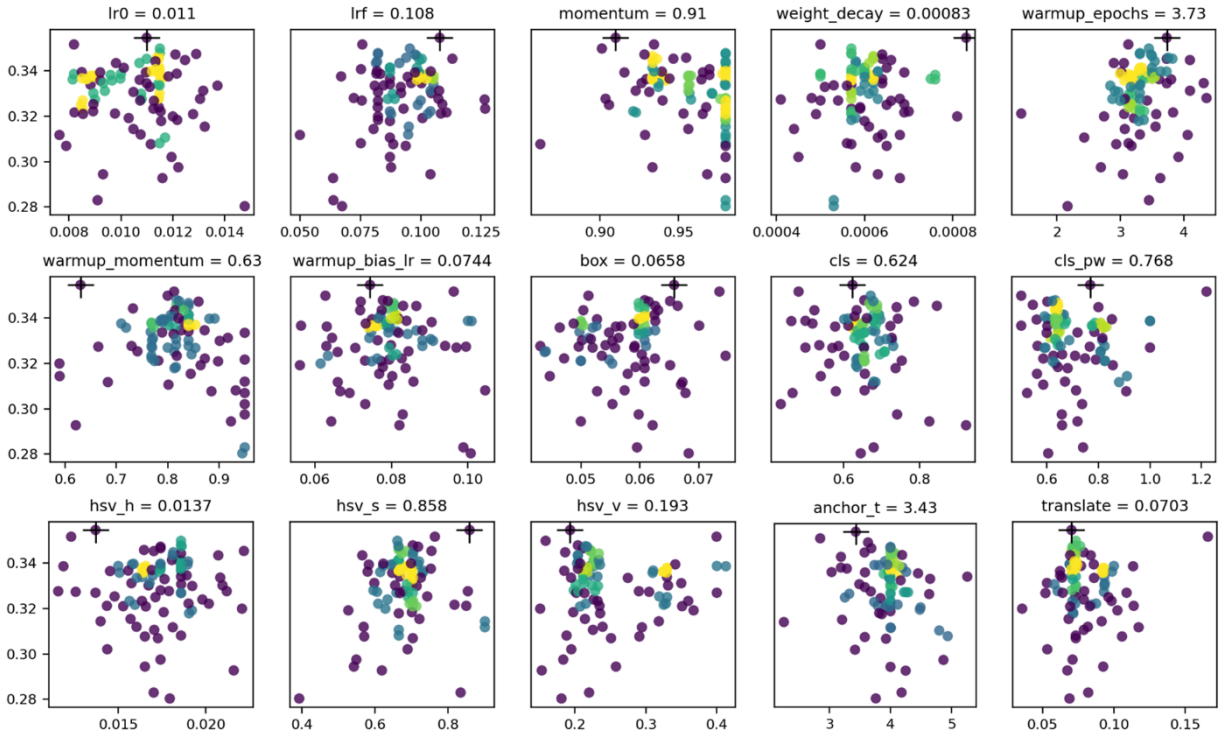 lr0 = 0.011 lrf = 0.108 momentum = 0.91 weight_decay = 0.00083 warmup_epochs = 3.73
0.34
0.32
0.30
0.28
0.008 0.010 0.012 0.014 0.050 0.075 0.100 0.125 0.90 0.95 0.0004 0.0006 0.0008 2 3 4
warmup_momentum = 0.63 warmup_bias_lr = 0.0744 box = 0.0658 cls = 0.624 cls_pw = 0.768
0.34
0.32
0.30
0.28
0.6 0.7 0.8 0.9 0.06 0.08 0.10 0.05 0.06 0.07 0.6 0.8 0.6 0.8 1.0 1.2
hsv_h = 0.0137 hsv_s = 0.858 hsv_v = 0.193 anchor_t = 3.43 translate = 0.0703
0.34
0.32
0.30
0.28
0.015 0.020 0.4 0.6 0.8 0.2 0.3 0.4 3 4 5 0.05 0.10 0.15